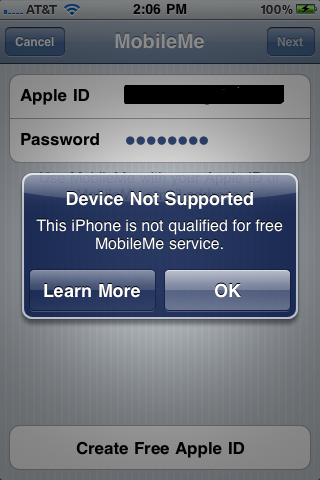 AT&T 2:06 PM 100%
Cancel MobileMe Next
Apple ID
Password
Device Not Supported
This iPhone is not qualified for free
MobileMe service.
Learn More OK
Create Free Apple ID